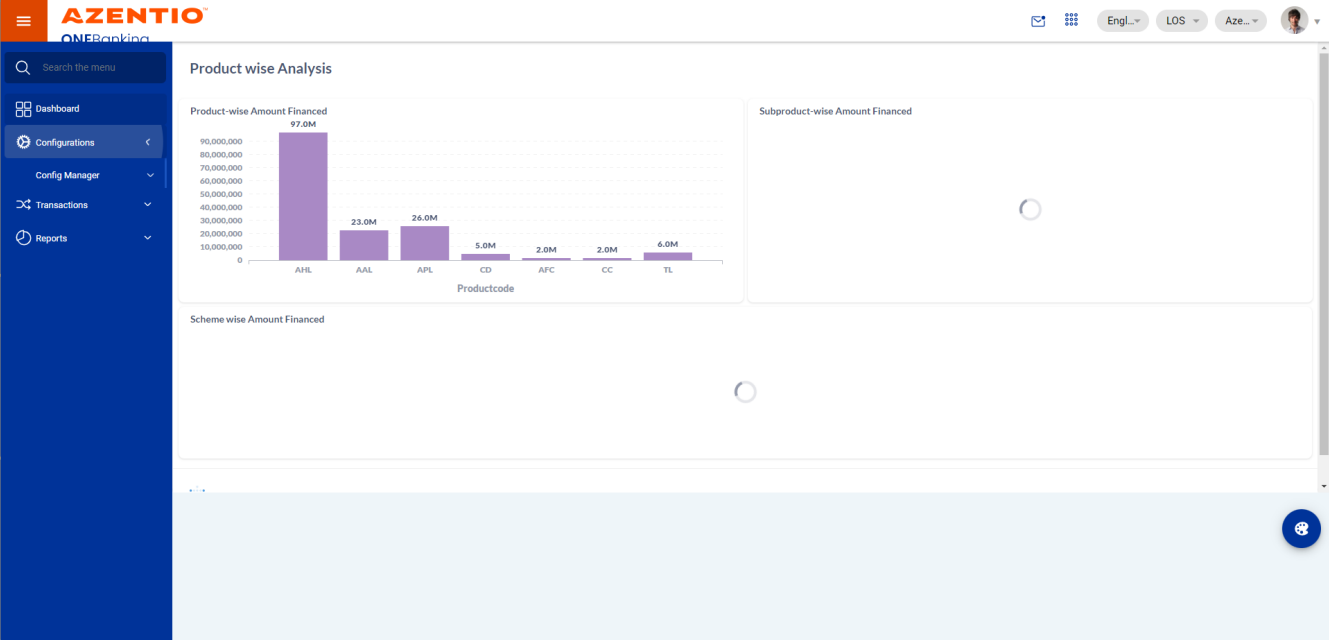 AZENTIO™
ONEBanking
Engl...
LOS
Aze...
Search the menu
Dashboard
Configurations
Config Manager
Transactions
Reports
Product wise Analysis
Product-wise Amount Financed
97.0M
90,000,000
80,000,000
70,000,000
60,000,000
50,000,000
40,000,000
30,000,000
20,000,000
10,000,000
0
23.0M
26.0M
5.0M
2.0M
2.0M
6.0M
AHL
AAL
APL
CD
AFC
CC
TL
Productcode
Subproduct-wise Amount Financed
Scheme wise Amount Financed